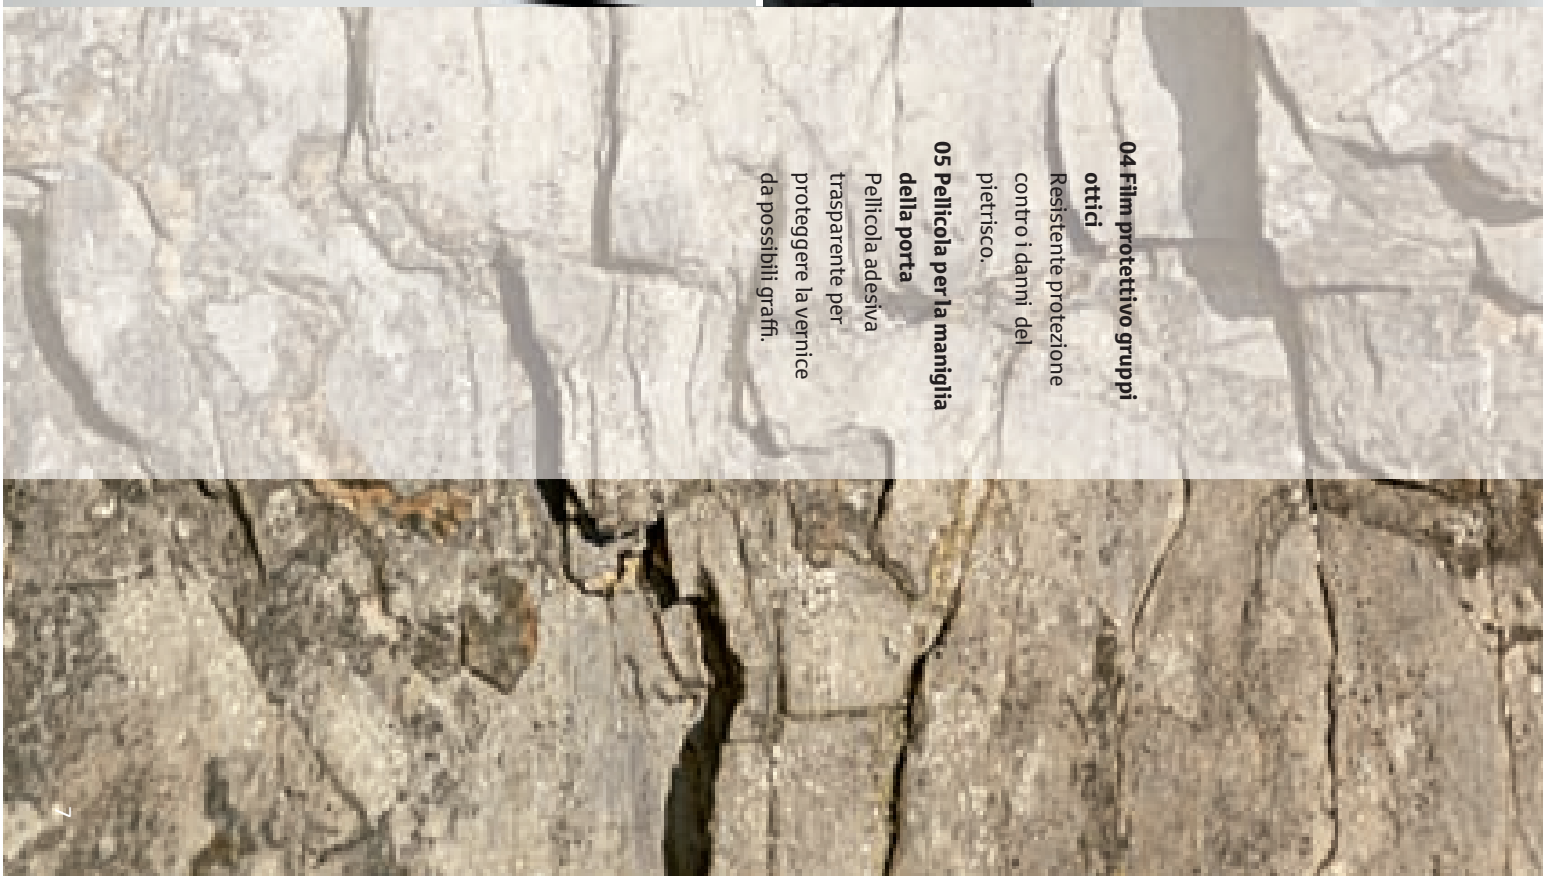 04 Film protettivo gruppi
ottici
Resistente protezione
contro i danni del
pietrisco.
05 Pellicola per la maniglia
della porta
Pellicola adesiva
trasparente per
proteggere la vernice
da possibili graffi.
7